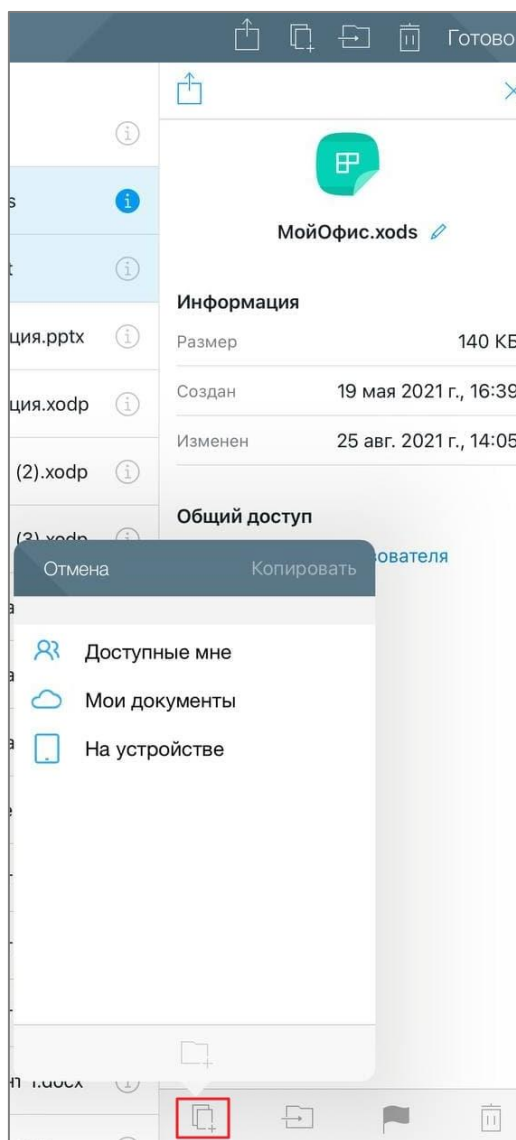 Готово
МойОфис.xods
Информация
ция.pptx
Размер 140 КБ
ция.xodp
Создан 19 мая 2021 г., 16:39
(2).xodp
Изменен 25 авг. 2021 г., 14:05
Общий доступ
Отмена Копировать
ователя
Доступные мне
Мои документы
На устройстве